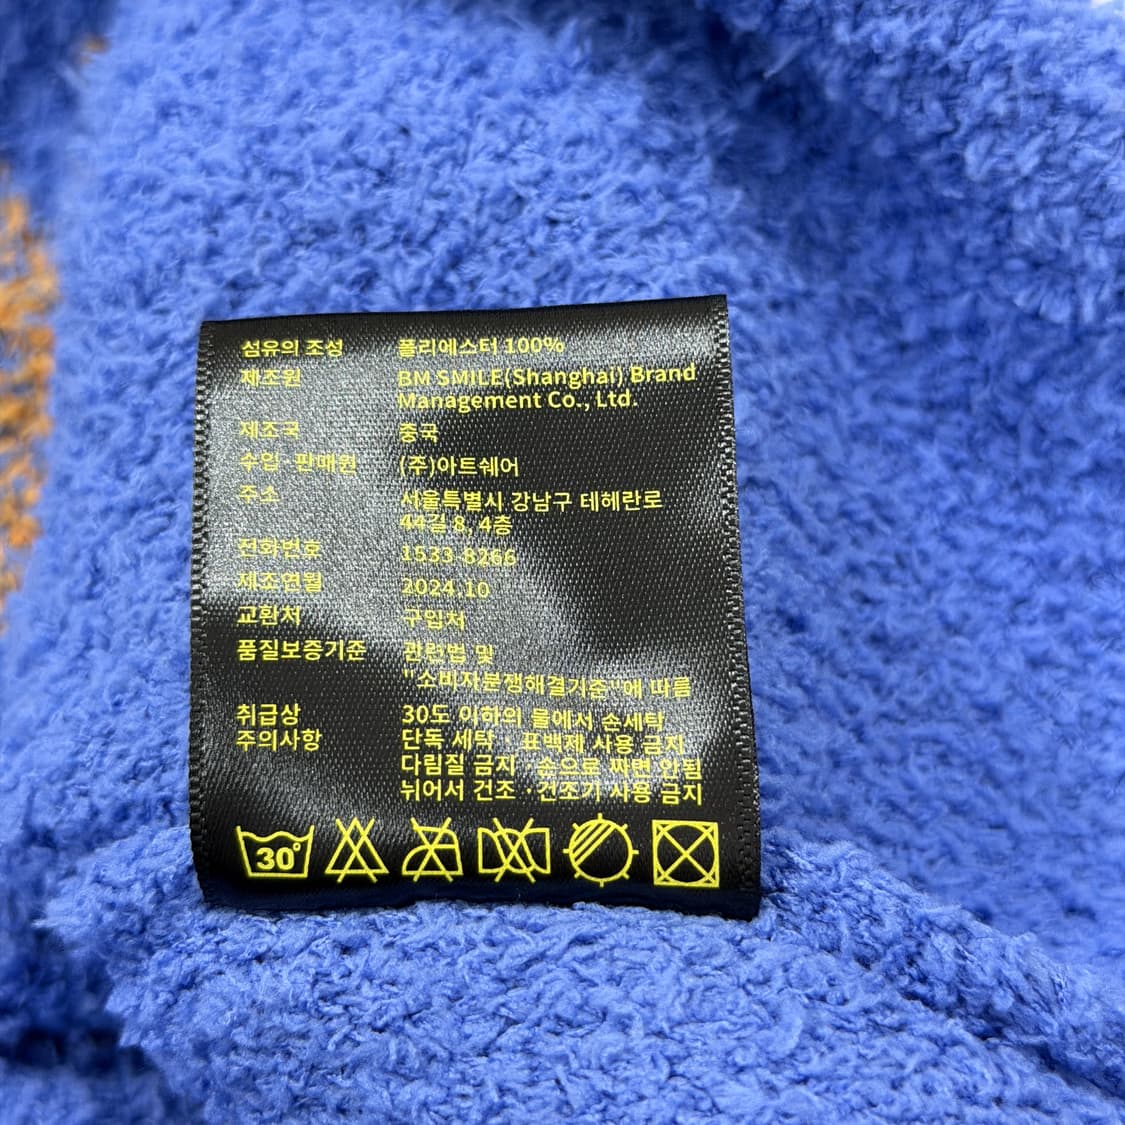 섬유의 조성 폴리에스터 100%
제조원 BM SMILE(Shanghai) Brand
Management Co., Ltd.
제조국 중국
수입·판매원 (주)아트쉐어
주소 서울특별시 강남구 테헤란로
44길 8, 4층
전화번호 1533-8266
제조연월 2024.10
교환처 구입처
품질보증기준 관련법 및
"소비자분쟁해결기준"에 따름
취급상 30도 이하의 물에서 손세탁
주의사항 단독 세탁 · 표백제 사용 금지
다림질 금지 · 손으로 짜면 안됨
뉘어서 건조 · 건조기 사용 금지
30°